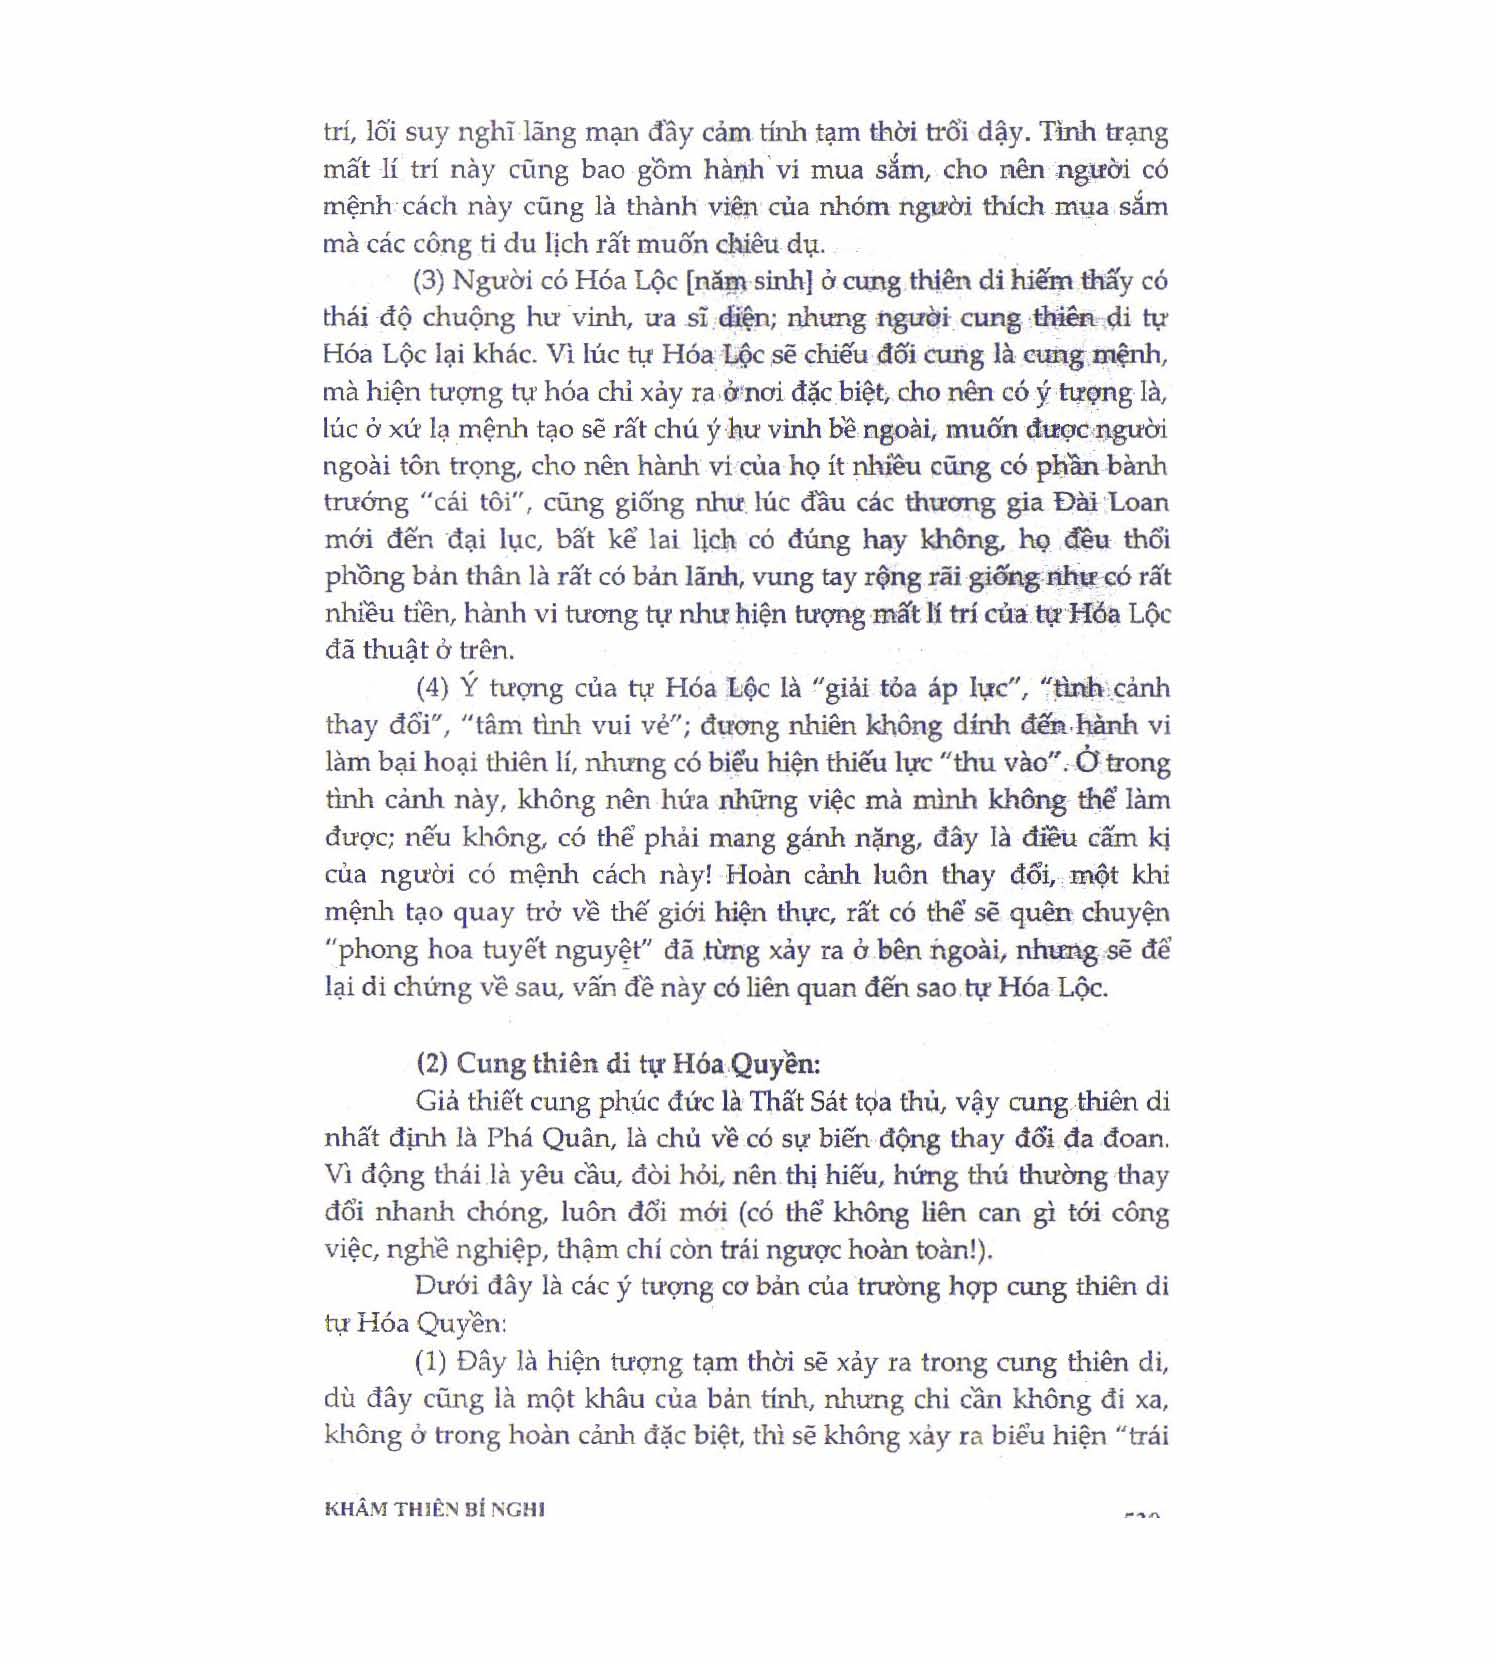 trí, lối suy nghĩ lãng mạn đầy cảm tính tạm thời trỗi dậy. Tình trạng
mất lí trí này cũng bao gồm hành vi mua sắm, cho nên người có
mệnh cách này cũng là thành viên của nhóm người thích mua sắm
mà các công ti du lịch rất muốn chiêu dụ.
(3) Người có Hóa Lộc [năm sinh] ở cung thiên di hiếm thấy có
thái độ chuộng hư vinh, ưa sĩ diện; nhưng người cung thiên di tự
Hóa Lộc lại khác. Vì lúc tự Hóa Lộc sẽ chiếu đối cung là cung mệnh,
mà hiện tượng tự hóa chỉ xảy ra ở nơi đặc biệt, cho nên có ý tượng là,
lúc ở xứ lạ mệnh tạo sẽ rất chú ý hư vinh bề ngoài, muốn được người
ngoài tôn trọng, cho nên hành vi của họ ít nhiều cũng có phần bành
trướng "cái tôi", cũng giống như lúc đầu các thương gia Đài Loan
mới đến đại lục, bất kể lai lịch có đúng hay không, họ đều thổi
phồng bản thân là rất có bản lãnh, vung tay rộng rãi giống như có rất
nhiều tiền, hành vi tương tự như hiện tượng mất lí trí của tự Hóa Lộc
đã thuật ở trên.
(4) Ý tượng của tự Hóa Lộc là "giải tỏa áp lực", "tình cảnh
thay đổi", "tâm tình vui vẻ"; đương nhiên không dính đến hành vi
làm bại hoại thiên lí, nhưng có biểu hiện thiếu lực "thu vào". Ở trong
tình cảnh này, không nên hứa những việc mà mình không thể làm
được; nếu không, có thể phải mang gánh nặng, đây là điều cấm kị
của người có mệnh cách này! Hoàn cảnh luôn thay đổi, một khi
mệnh tạo quay trở về thế giới hiện thực, rất có thể sẽ quên chuyện
"phong hoa tuyết nguyệt" đã từng xảy ra ở bên ngoài, nhưng sẽ để
lại di chứng về sau, vấn đề này có liên quan đến sao tự Hóa Lộc.
(2) Cung thiên di tự Hóa Quyền:
Giả thiết cung phúc đức là Thất Sát tọa thủ, vậy cung thiên di
nhất định là Phá Quân, là chủ về có sự biến động thay đổi đa đoan.
Vì động thái là yêu cầu, đòi hỏi, nên thị hiếu, hứng thú thường thay
đổi nhanh chóng, luôn đổi mới (có thể không liên can gì tới công
việc, nghề nghiệp, thậm chí còn trái ngược hoàn toàn!).
Dưới đây là các ý tượng cơ bản của trường hợp cung thiên di
tự Hóa Quyền:
(1) Đây là hiện tượng tạm thời sẽ xảy ra trong cung thiên di,
dù đây cũng là một khâu của bản tính, nhưng chỉ cần không đi xa,
không ở trong hoàn cảnh đặc biệt, thì sẽ không xảy ra biểu hiện "trái
KHÂM THIÊN BÍ NGHI